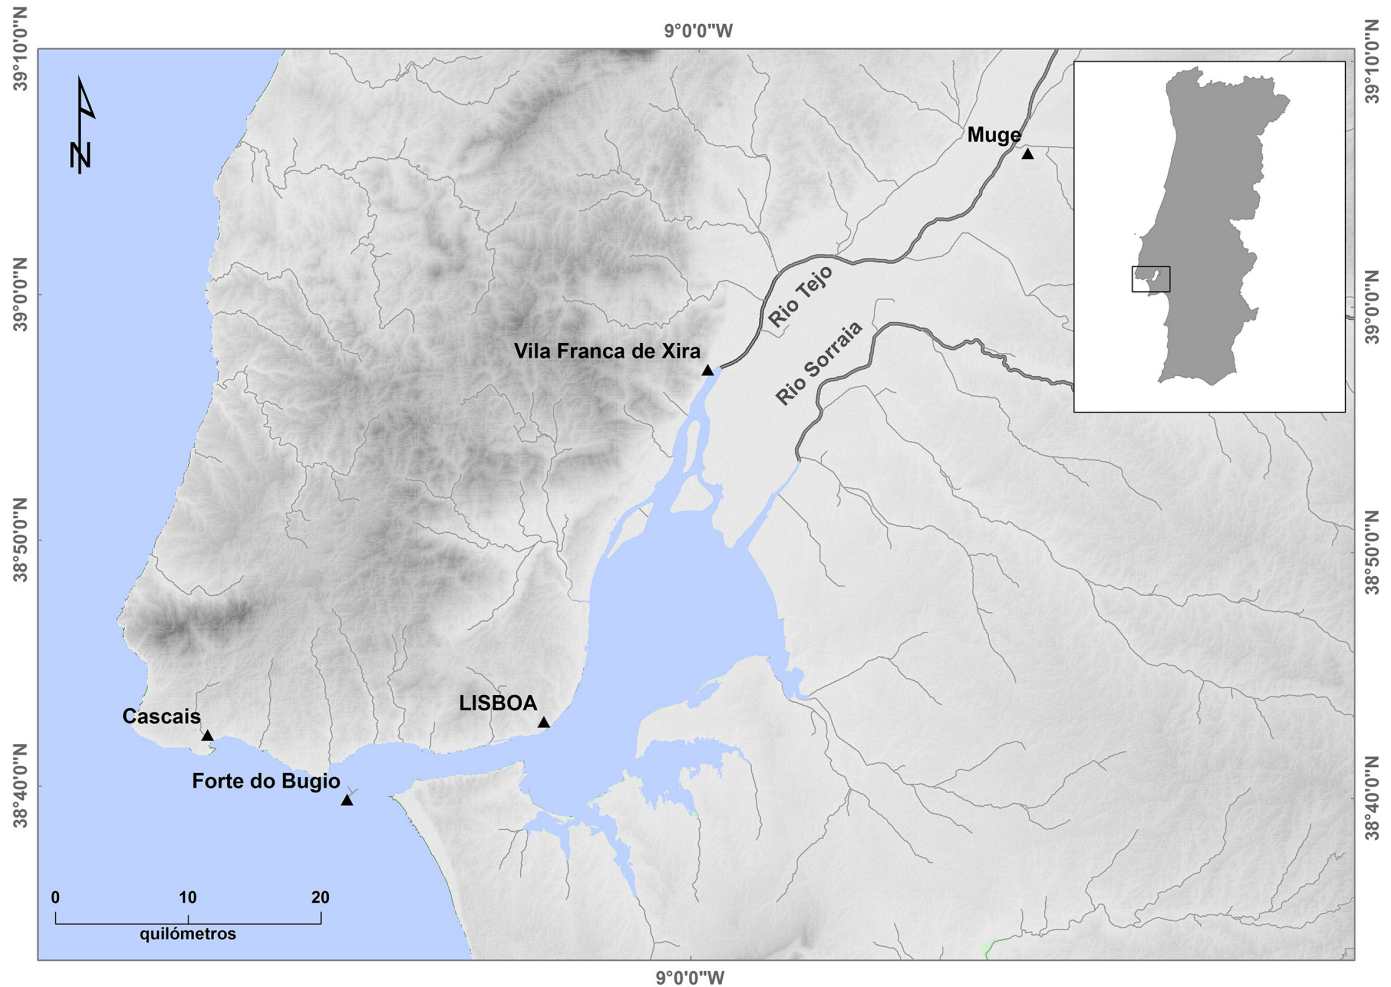 9°0'0"W
39°10'0"N
39°10'0"N
N
Muge
Rio Tejo
39°0'0"N
39°0'0"N
Vila Franca de Xira
Rio Sorraia
38°50'0"N
38°50'0"N
LISBOA
Cascais
Forte do Bugio
38°40'0"N
38°40'0"N
0 10 20
quilómetros
9°0'0"W